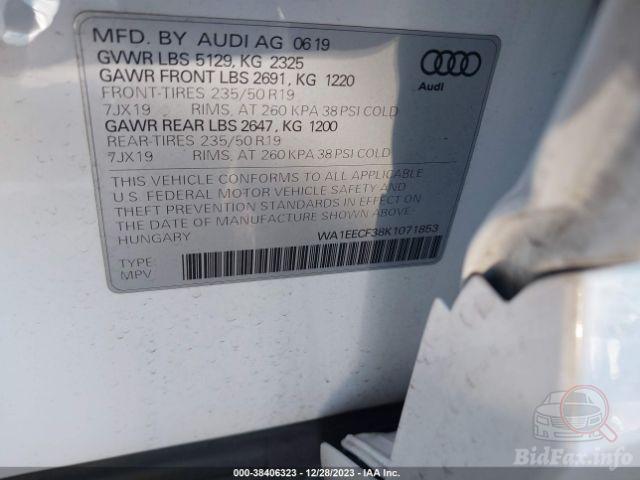 MFD. BY AUDI AG 06 19
GVWR LBS 5129, KG 2325
GAWR FRONT LBS 2691, KG 1220
FRONT-TIRES 235/50 R19
7JX19 RIMS, AT 260 KPA 38 PSI COLD
GAWR REAR LBS 2647, KG 1200
REAR-TIRES 235/50 R19
7JX19 RIMS, AT 260 KPA 38 PSI COLD
Audi
THIS VEHICLE CONFORMS TO ALL APPLICABLE
U.S. FEDERAL MOTOR VEHICLE SAFETY AND
THEFT PREVENTION STANDARDS IN EFFECT ON
THE DATE OF MANUFACTURE SHOWN ABOVE.
HUNGARY WA1EECF38K1071853
TYPE:
MPV
BidFax.info
000-38406323 - 12/28/2023 - IAA Inc.